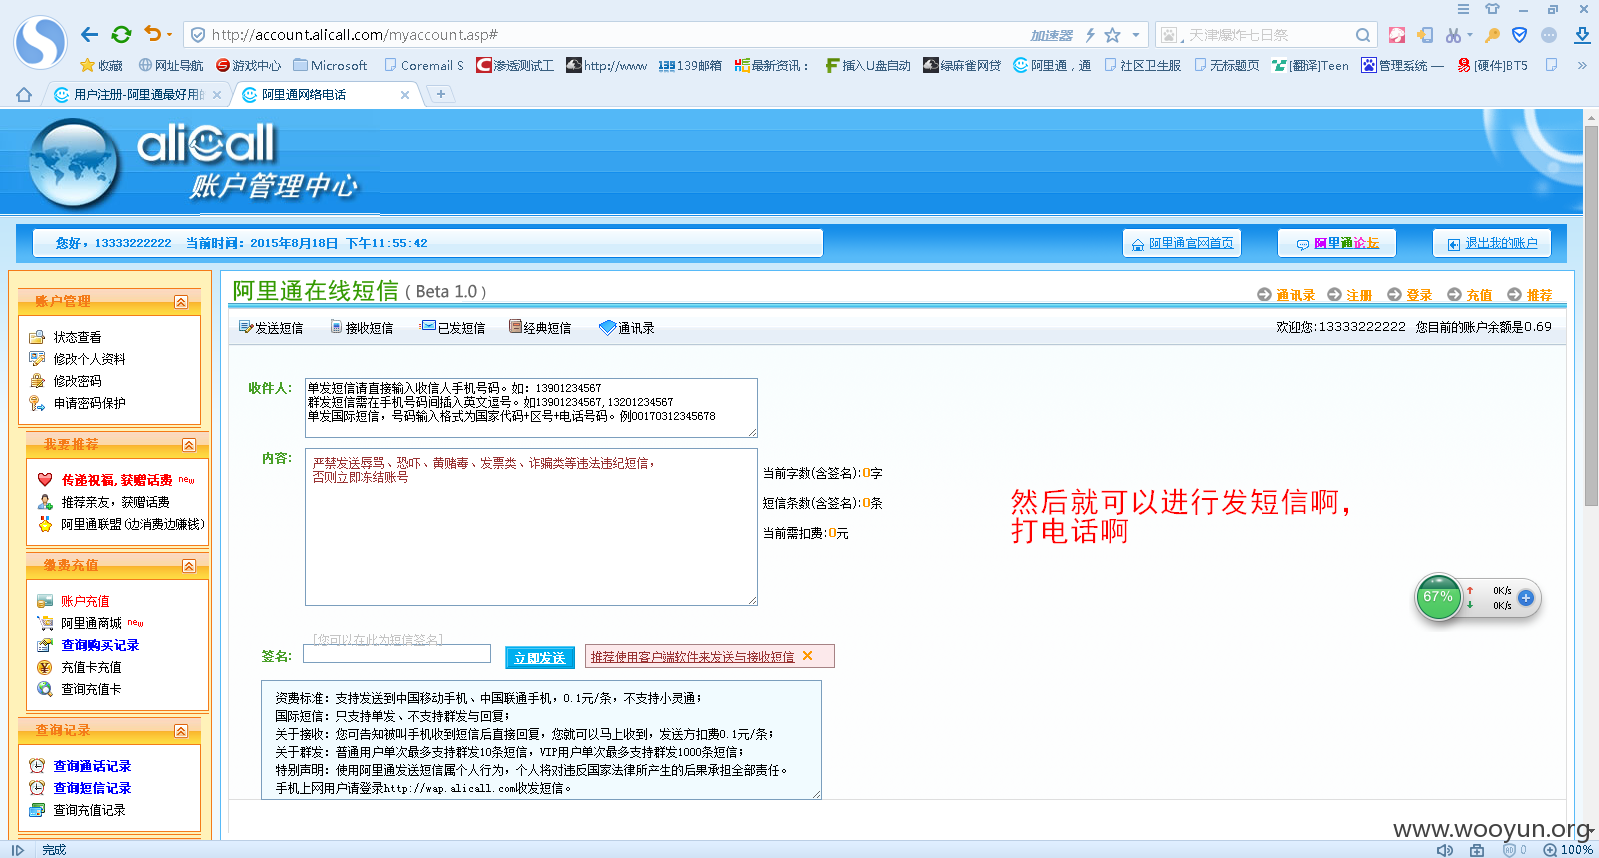 http://account.alicall.com/myaccount.asp#
加速器
天津爆炸七日祭
收藏
网址导航
游戏中心
Microsoft
Coremail S
渗透测试工
http://www
139邮箱
最新资讯：
插入U盘自动
绿麻雀网贷
阿里通，通
社区卫生服
无标题页
[翻译]Teen
管理系统 —
[硬件]BT5
用户注册-阿里通最好用的
阿里通网络电话
alicall
账户管理中心
您好，13333222222 当前时间：2015年8月18日 下午11:55:42
阿里通官网首页
阿里通论坛
退出我的账户
账户管理
状态查看
修改个人资料
修改密码
申请密码保护
我要推荐
传递祝福，获赠话费 new
推荐亲友，获赠话费
阿里通联盟(边消费边赚钱)
缴费充值
账户充值
阿里通商城 new
查询购买记录
充值卡充值
查询充值卡
查询记录
查询通话记录
查询短信记录
查询充值记录
阿里通在线短信 ( Beta 1.0 )
通讯录
注册
登录
充值
推荐
发送短信
接收短信
已发短信
经典短信
通讯录
欢迎您:13333222222 您目前的账户余额是0.69
收件人：
单发短信请直接输入收信人手机号码。如：13901234567
群发短信需在手机号码间插入英文逗号。如13901234567,13201234567
单发国际短信，号码输入格式为国家代码+区号+电话号码。例00170312345678
内容：
严禁发送辱骂、恐吓、黄赌毒、发票类、诈骗类等违法违纪短信，
否则立即冻结账号
当前字数(含签名):0字
短信条数(含签名):0条
当前需扣费:0元
然后就可以进行发短信啊，
打电话啊
67%
0K/s
0K/s
[您可以在此为短信签名]
签名：
立即发送
推荐使用客户端软件来发送与接收短信
资费标准：支持发送到中国移动手机、中国联通手机，0.1元/条，不支持小灵通；
国际短信：只支持单发、不支持群发与回复；
关于接收：您可告知被叫手机收到短信后直接回复，您就可以马上收到，发送方扣费0.1元/条；
关于群发：普通用户单次最多支持群发10条短信，VIP用户单次最多支持群发1000条短信；
特别声明：使用阿里通发送短信属个人行为，个人将对违反国家法律所产生的后果承担全部责任。
手机上网用户请登录http://wap.alicall.com收发短信。
www.wooyun.org
完成
0
100%